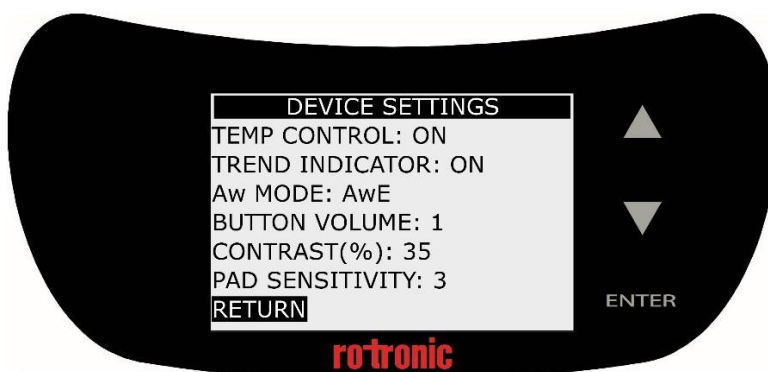 DEVICE SETTINGS
TEMP CONTROL: ON
TREND INDICATOR: ON
Aw MODE: AwE
BUTTON VOLUME: 1
CONTRAST(%): 35
PAD SENSITIVITY: 3
RETURN
ENTER
rotronic